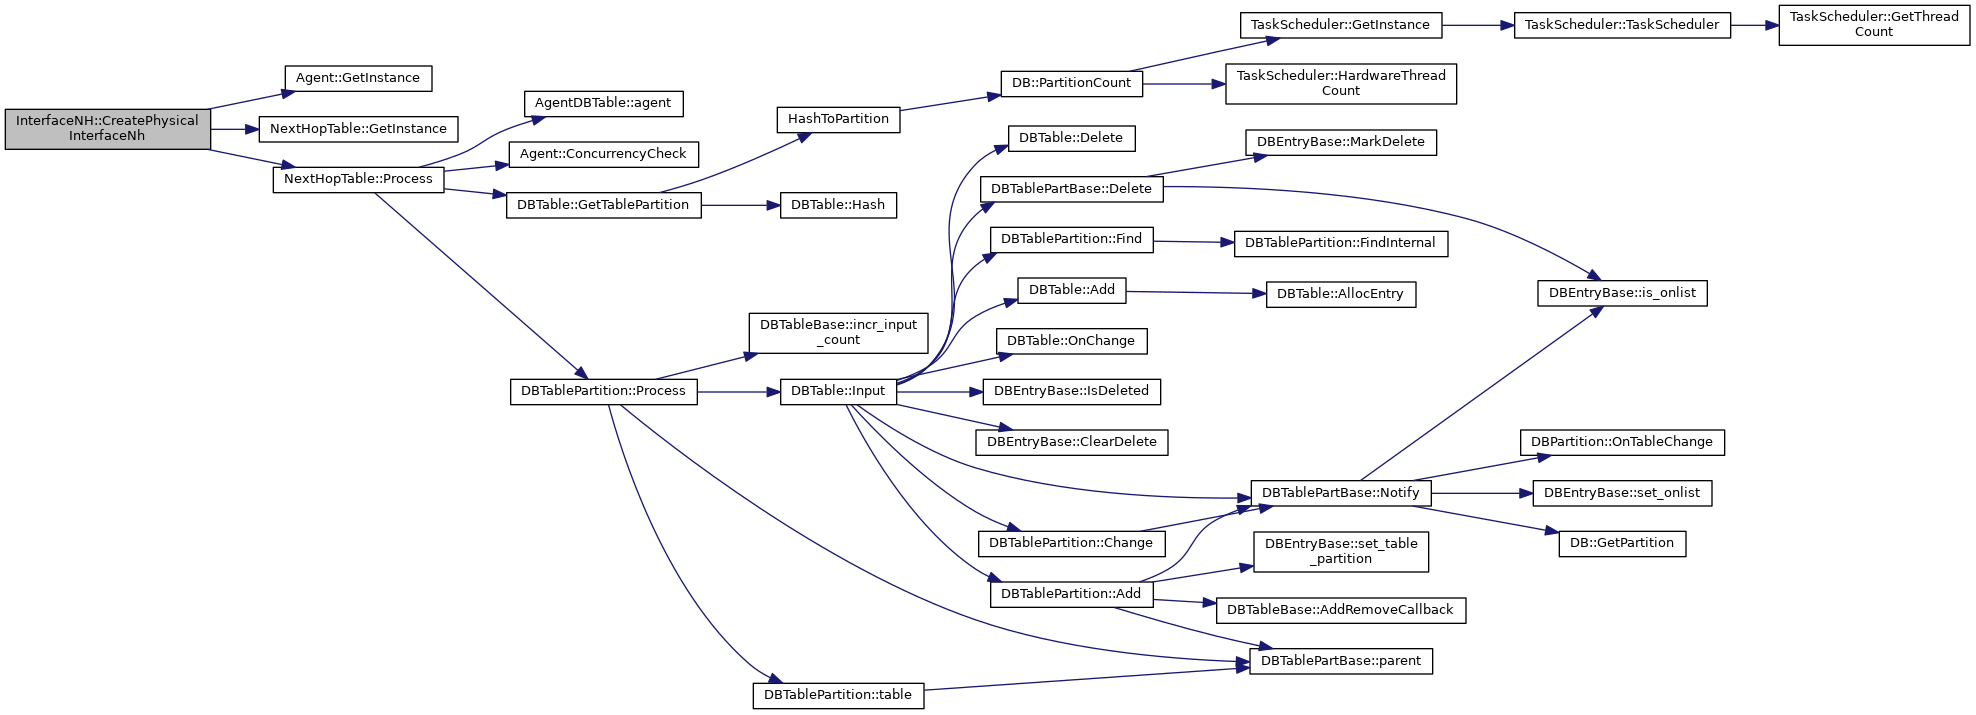 InterfaceNH::CreatePhysical
InterfaceNh
Agent::GetInstance
NextHopTable::GetInstance
NextHopTable::Process
AgentDBTable::agent
Agent::ConcurrencyCheck
DBTable::GetTablePartition
DBTablePartition::Process
HashToPartition
DBTable::Hash
DBTableBase::incr_input
_count
DBTable::Input
DBTablePartition::table
DB::PartitionCount
DBTable::Delete
DBTablePartBase::Delete
DBTablePartition::Find
DBTable::Add
DBTable::OnChange
DBEntryBase::IsDeleted
DBEntryBase::ClearDelete
DBTablePartition::Change
DBTablePartition::Add
TaskScheduler::GetInstance
TaskScheduler::HardwareThread
Count
DBEntryBase::MarkDelete
DBTablePartition::FindInternal
DBTable::AllocEntry
DBTablePartBase::Notify
DBEntryBase::set_table
_partition
DBTableBase::AddRemoveCallback
DBTablePartBase::parent
TaskScheduler::TaskScheduler
DBEntryBase::is_onlist
DBPartition::OnTableChange
DBEntryBase::set_onlist
DB::GetPartition
TaskScheduler::GetThread
Count